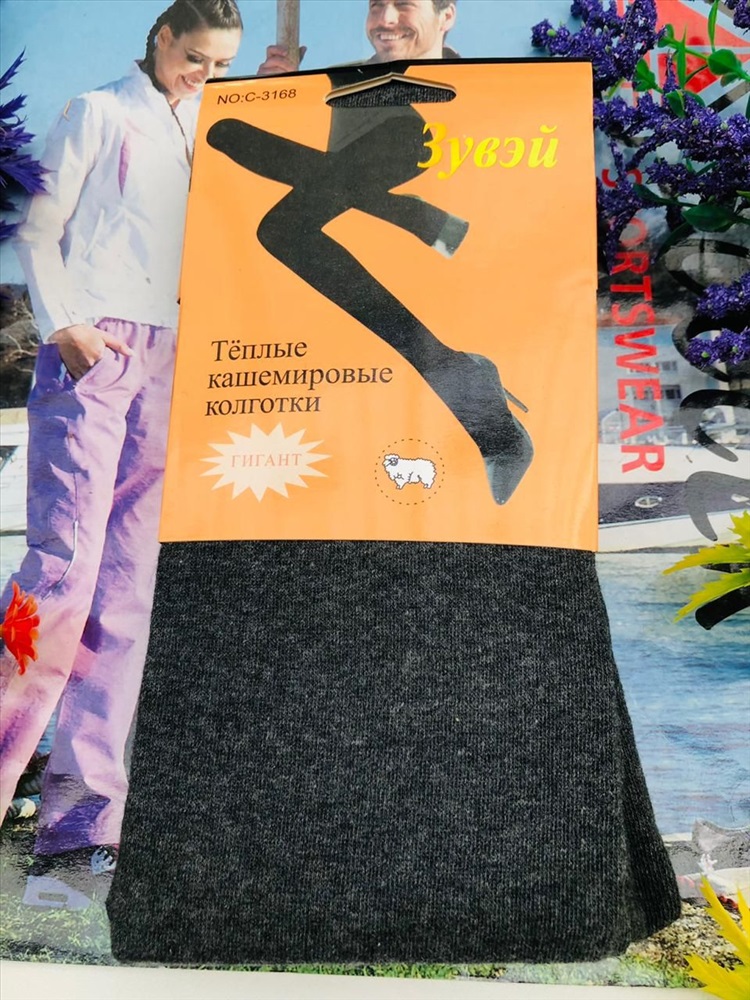 NO:C-3168
Зувэй
Тёплые
кашемировые
колготки
ГИГАНТ
SPORTSWEAR